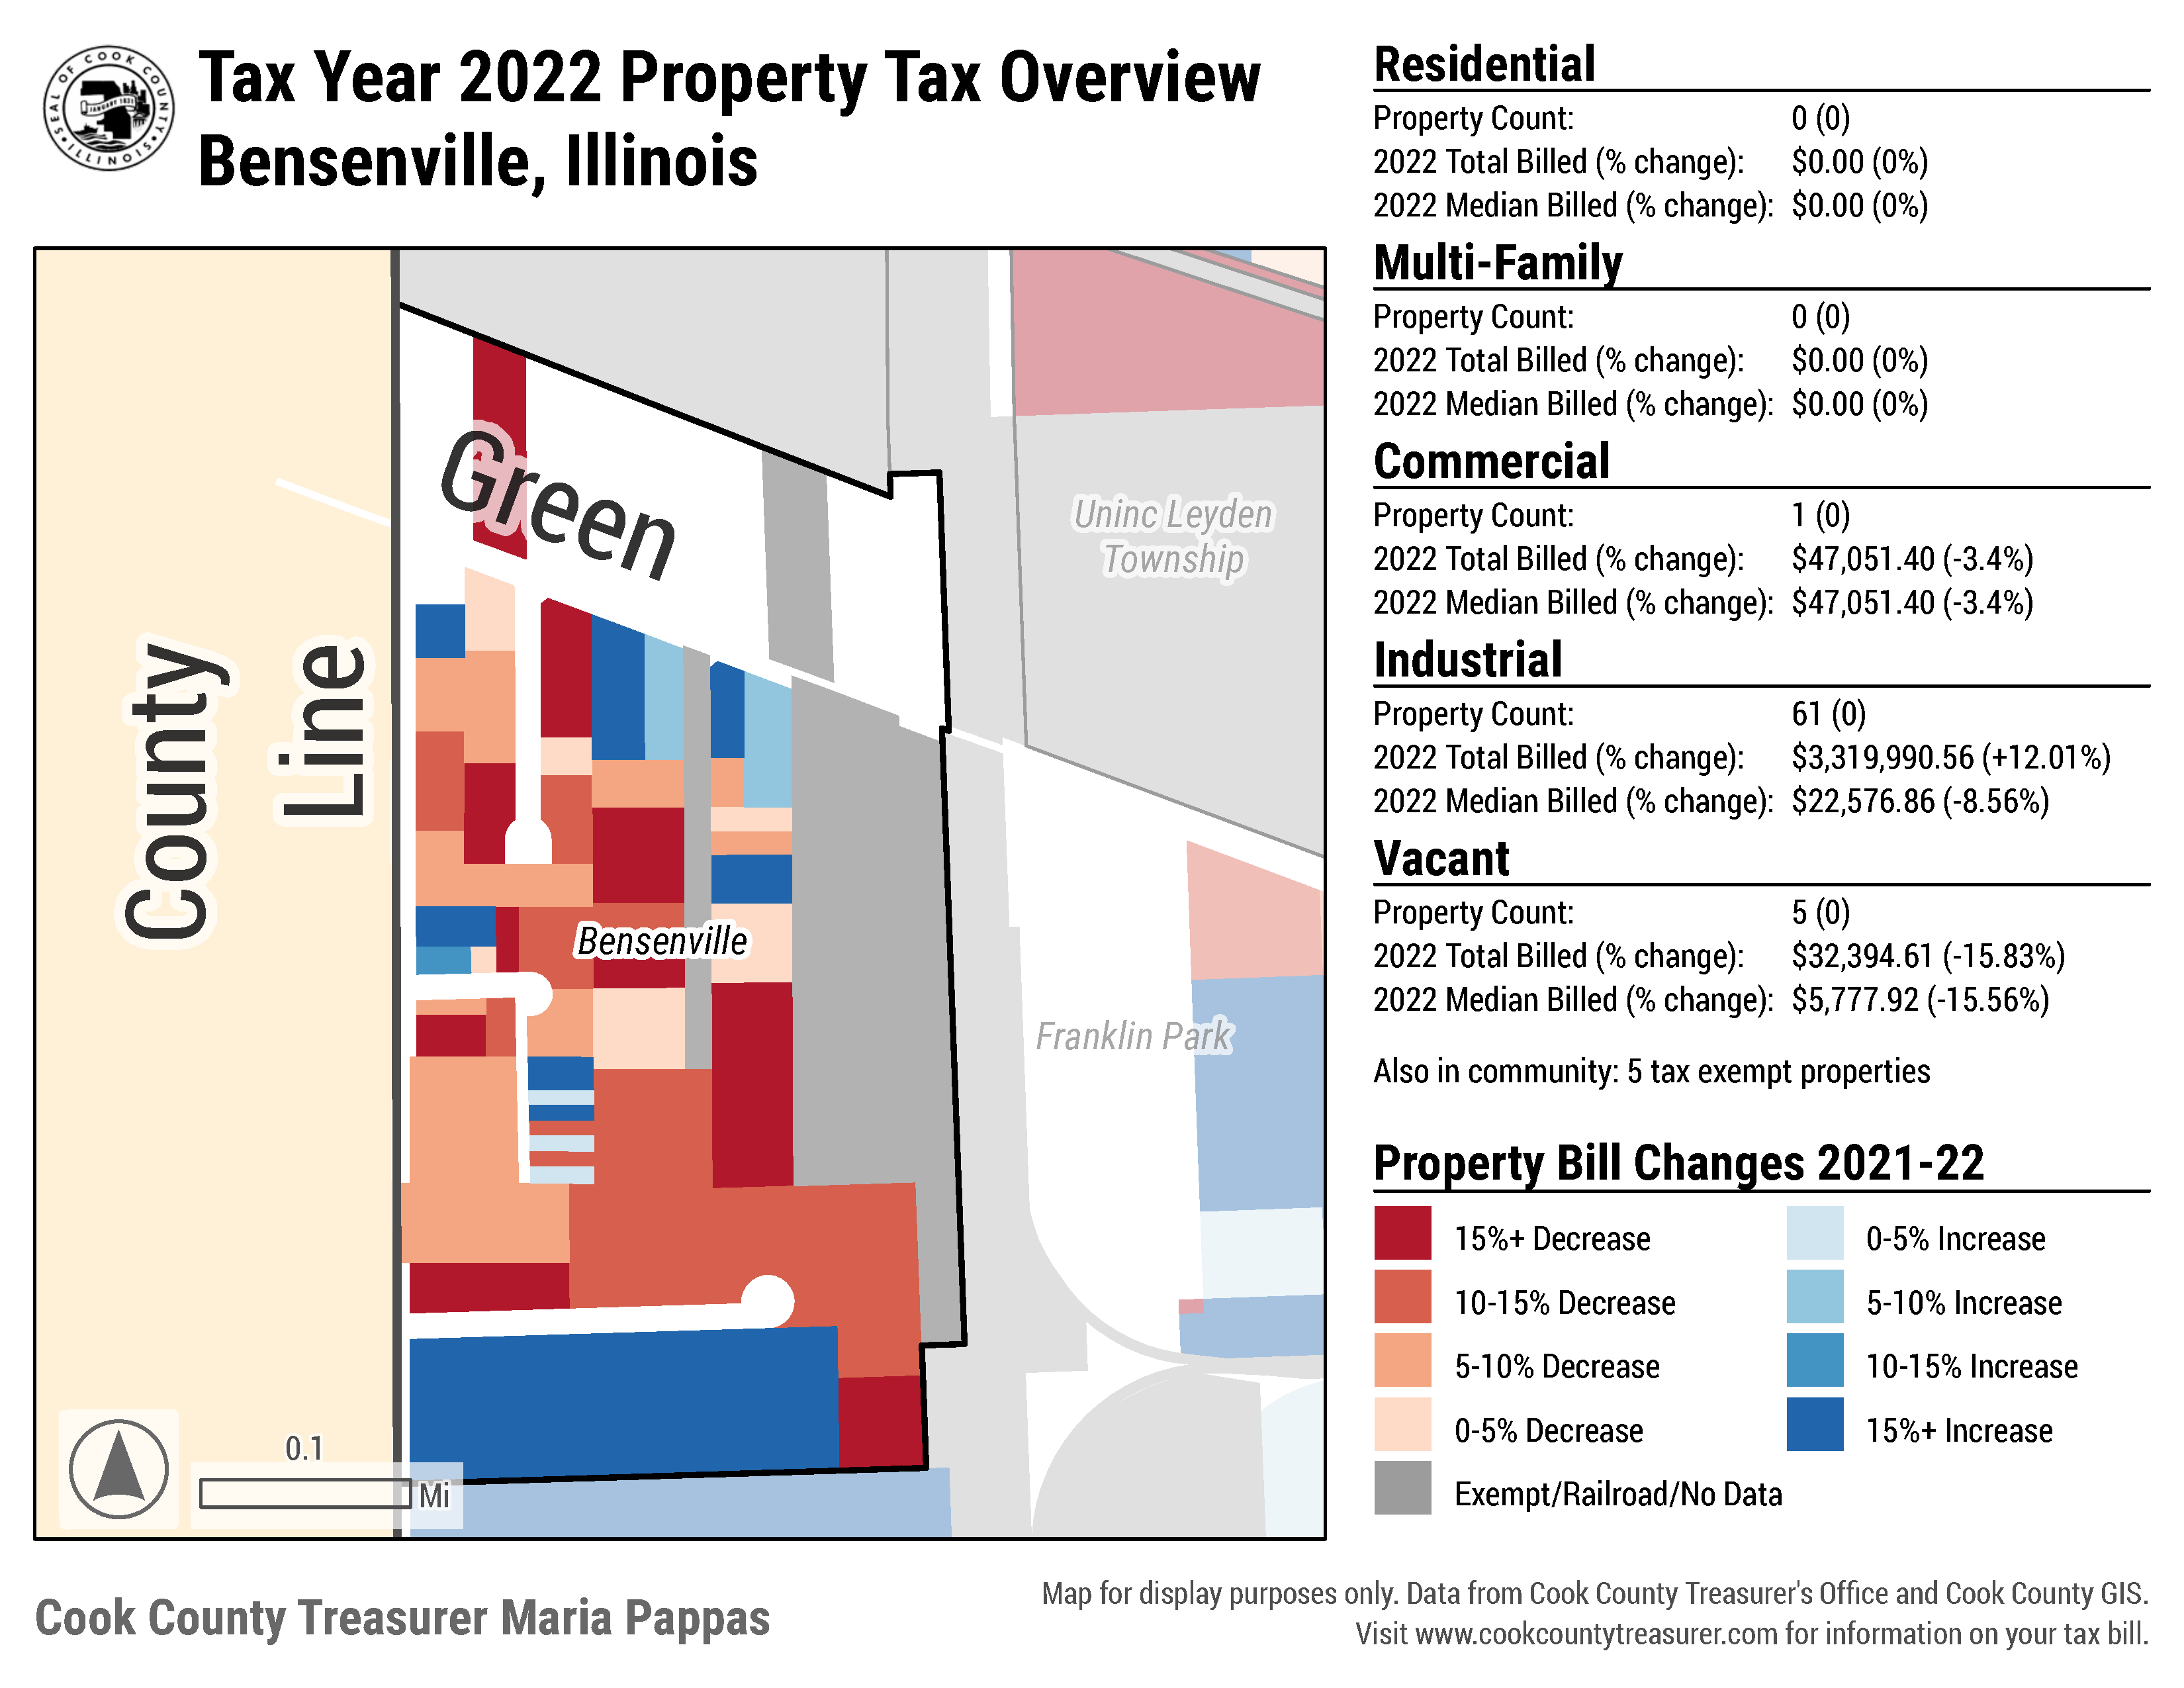 SEAL OF COOK COUNTY
JANUARY 1831
ILLINOIS
Tax Year 2022 Property Tax Overview
Bensenville, Illinois
County
Line
Green
Bensenville
Uninc Leyden
Township
Franklin Park
0.1
Mi
Residential
Property Count: 0 (0)
2022 Total Billed (% change): $0.00 (0%)
2022 Median Billed (% change): $0.00 (0%)
Multi-Family
Property Count: 0 (0)
2022 Total Billed (% change): $0.00 (0%)
2022 Median Billed (% change): $0.00 (0%)
Commercial
Property Count: 1 (0)
2022 Total Billed (% change): $47,051.40 (-3.4%)
2022 Median Billed (% change): $47,051.40 (-3.4%)
Industrial
Property Count: 61 (0)
2022 Total Billed (% change): $3,319,990.56 (+12.01%)
2022 Median Billed (% change): $22,576.86 (-8.56%)
Vacant
Property Count: 5 (0)
2022 Total Billed (% change): $32,394.61 (-15.83%)
2022 Median Billed (% change): $5,777.92 (-15.56%)
Also in community: 5 tax exempt properties
Property Bill Changes 2021-22
15%+ Decrease
10-15% Decrease
5-10% Decrease
0-5% Decrease
Exempt/Railroad/No Data
0-5% Increase
5-10% Increase
10-15% Increase
15%+ Increase
Cook County Treasurer Maria Pappas
Map for display purposes only. Data from Cook County Treasurer's Office and Cook County GIS.
Visit www.cookcountytreasurer.com for information on your tax bill.